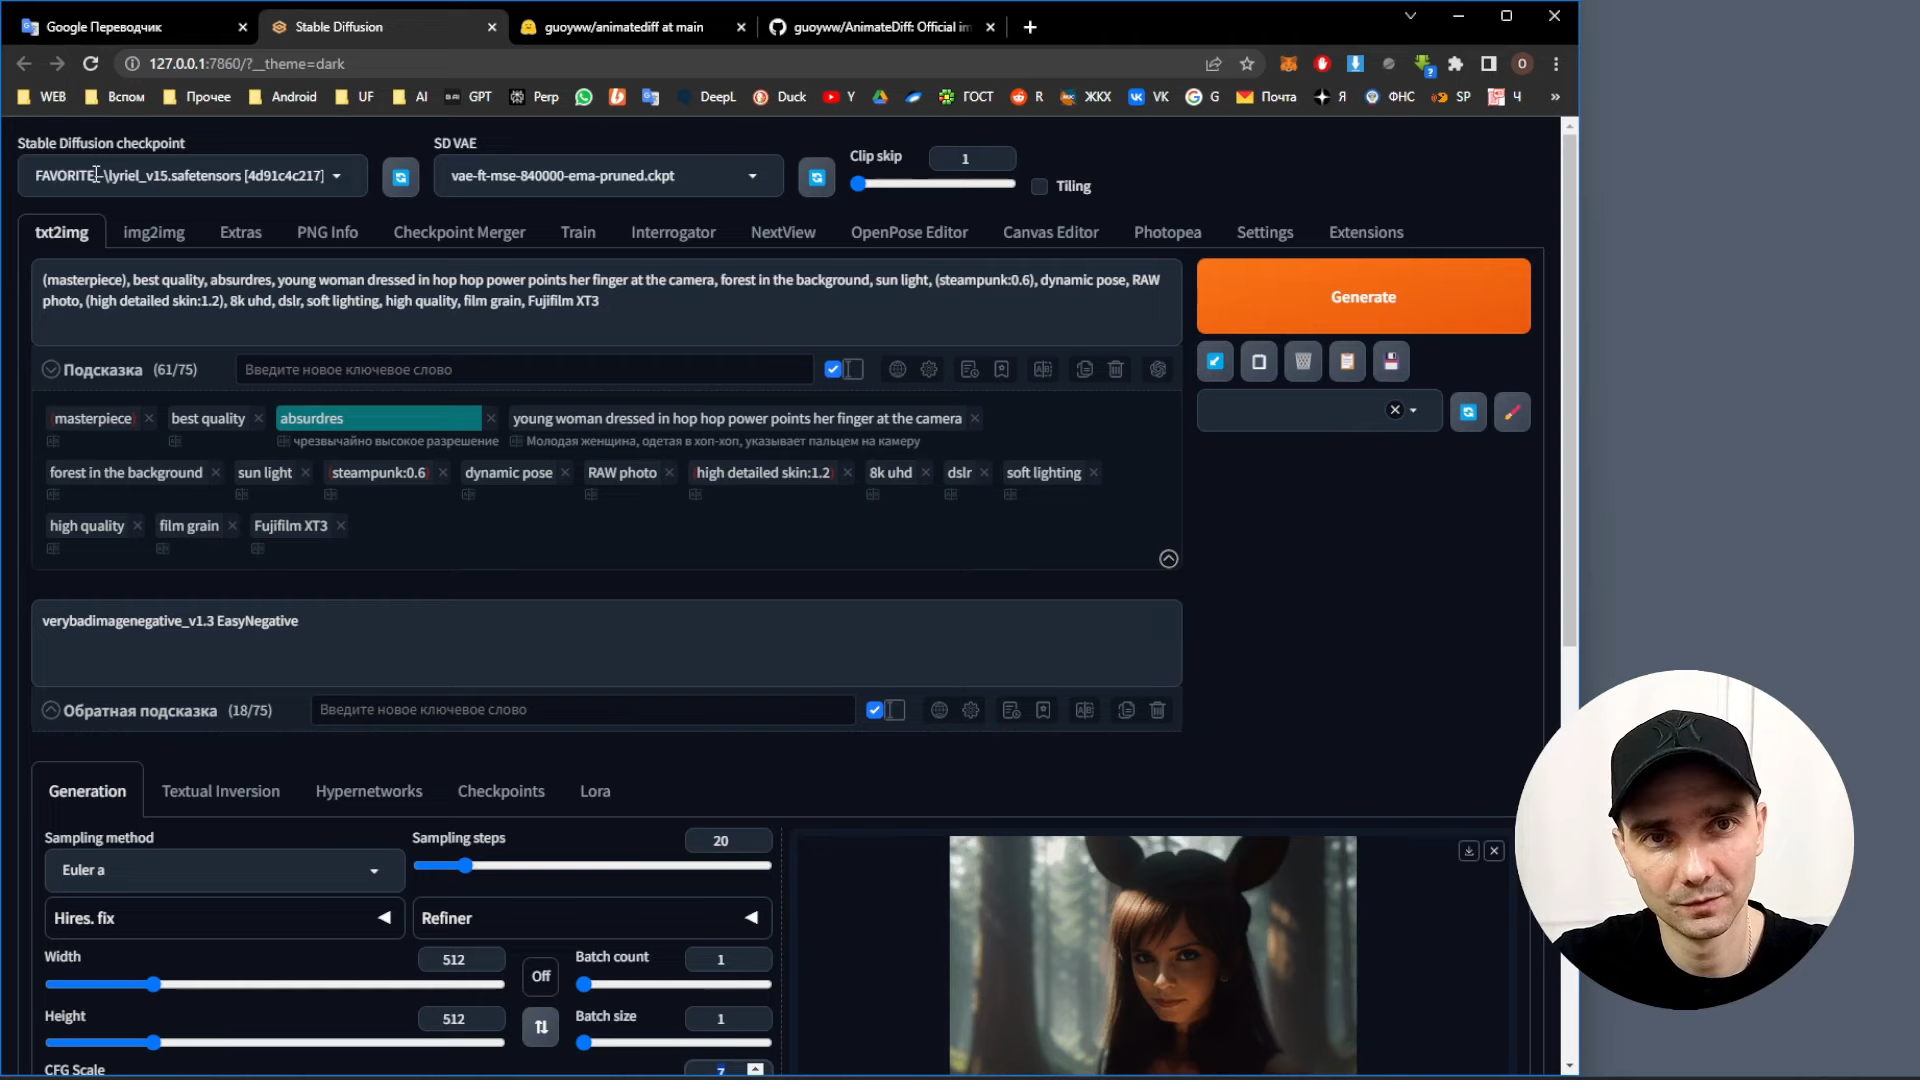 Google Переводчик
Stable Diffusion
guoyww/animatediff at main
guoyww/AnimateDiff: Official im
127.0.0.1:7860/?__theme=dark
O
WEB
Вспом
Прочее
Android
UF
AI
GPT
Perp
DeepL
Duck
Y
ГОСТ
R
ЖКХ
VK
G
Почта
Я
ФНС
SP
Ч
Stable Diffusion checkpoint
SD VAE
Clip skip
1
FAVORITE-\lyriel_v15.safetensors [4d91c4c217]
vae-ft-mse-840000-ema-pruned.ckpt
Tiling
txt2img
img2img
Extras
PNG Info
Checkpoint Merger
Train
Interrogator
NextView
OpenPose Editor
Canvas Editor
Photopea
Settings
Extensions
(masterpiece), best quality, absurdres, young woman dressed in hop hop power points her finger at the camera, forest in the background, sun light, (steampunk:0.6), dynamic pose, RAW
photo, (high detailed skin:1.2), 8k uhd, dslr, soft lighting, high quality, film grain, Fujifilm XT3
Generate
Подсказка (61/75)
Введите новое ключевое слово
(masterpiece)
best quality
absurdres
young woman dressed in hop hop power points her finger at the camera
чрезвычайно высокое разрешение
Молодая женщина, одетая в хоп-хоп, указывает пальцем на камеру
forest in the background
sun light
(steampunk:0.6)
dynamic pose
RAW photo
(high detailed skin:1.2)
8k uhd
dslr
soft lighting
high quality
film grain
Fujifilm XT3
verybadimagenegative_v1.3 EasyNegative
Обратная подсказка (18/75)
Введите новое ключевое слово
Generation
Textual Inversion
Hypernetworks
Checkpoints
Lora
Sampling method
Sampling steps
20
Euler a
Hires. fix
Refiner
Width
512
Off
Batch count
1
Height
512
Batch size
1
CFG Scale
7